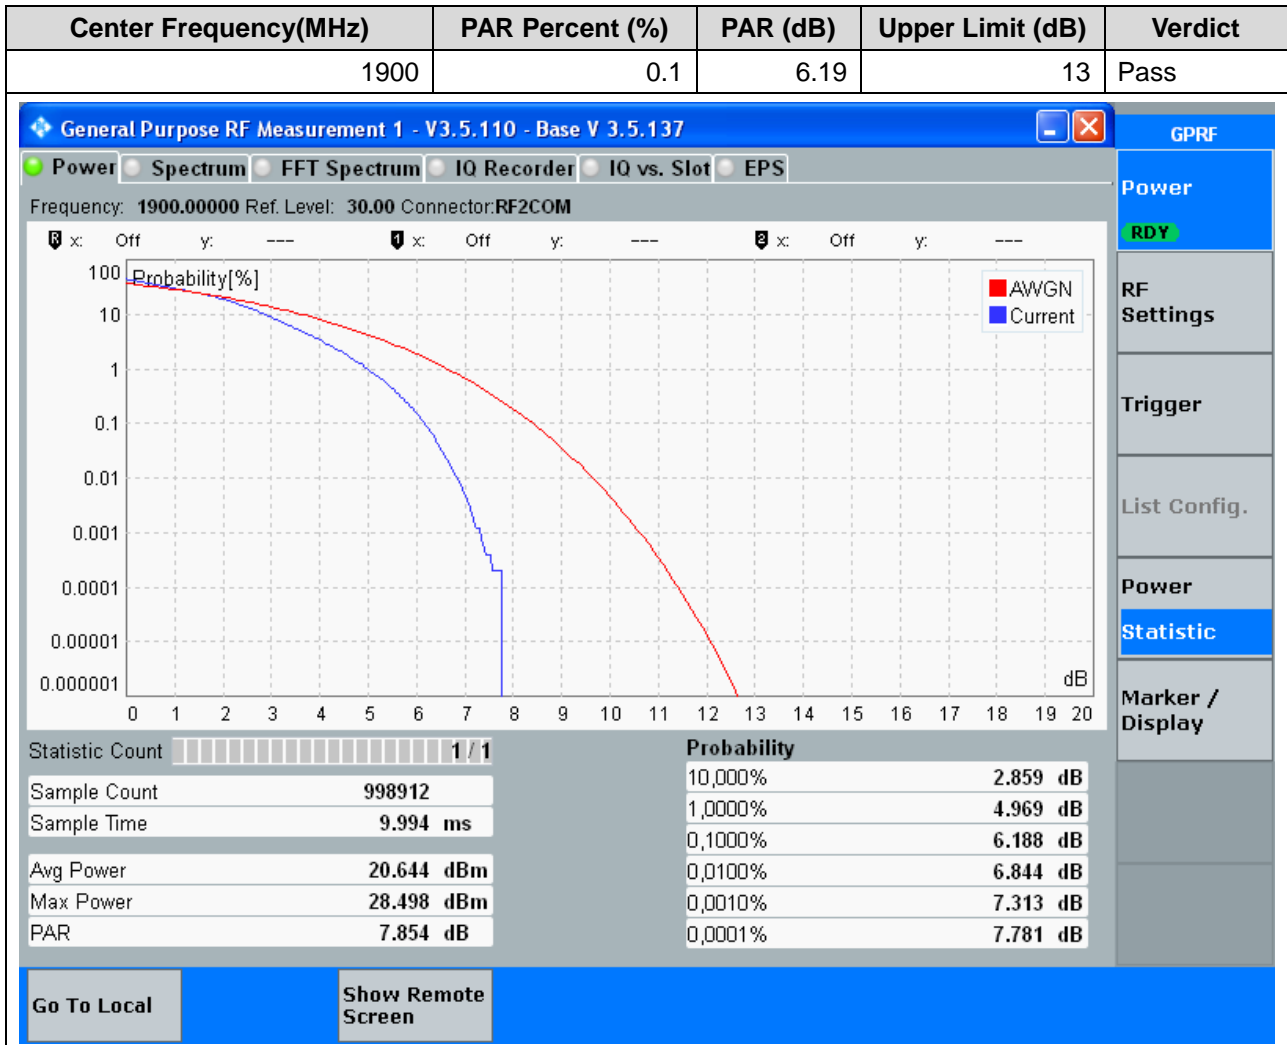 Center Frequency(MHz) PAR Percent (%) PAR (dB) Upper Limit (dB) Verdict
1900 0.1 6.19 13 Pass
General Purpose RF Measurement 1 - V3.5.110 - Base V 3.5.137
GPRF
Power Spectrum FFT Spectrum IQ Recorder IQ vs. Slot EPS
Frequency: 1900.00000 Ref. Level: 30.00 Connector:RF2COM
R x: Off y: --- 1 x: Off y: --- 2 x: Off y: ---
Probability[%]
AWGN
Current
100
10
1
0.1
0.01
0.001
0.0001
0.00001
0.000001
dB
0 1 2 3 4 5 6 7 8 9 10 11 12 13 14 15 16 17 18 19 20
Statistic Count 1 / 1
Sample Count 998912
Sample Time 9.994 ms
Avg Power 20.644 dBm
Max Power 28.498 dBm
PAR 7.854 dB
Probability
10,000% 2.859 dB
1,0000% 4.969 dB
0,1000% 6.188 dB
0,0100% 6.844 dB
0,0010% 7.313 dB
0,0001% 7.781 dB
Power
RDY
RF
Settings
Trigger
List Config.
Power
Statistic
Marker /
Display
Go To Local
Show Remote
Screen